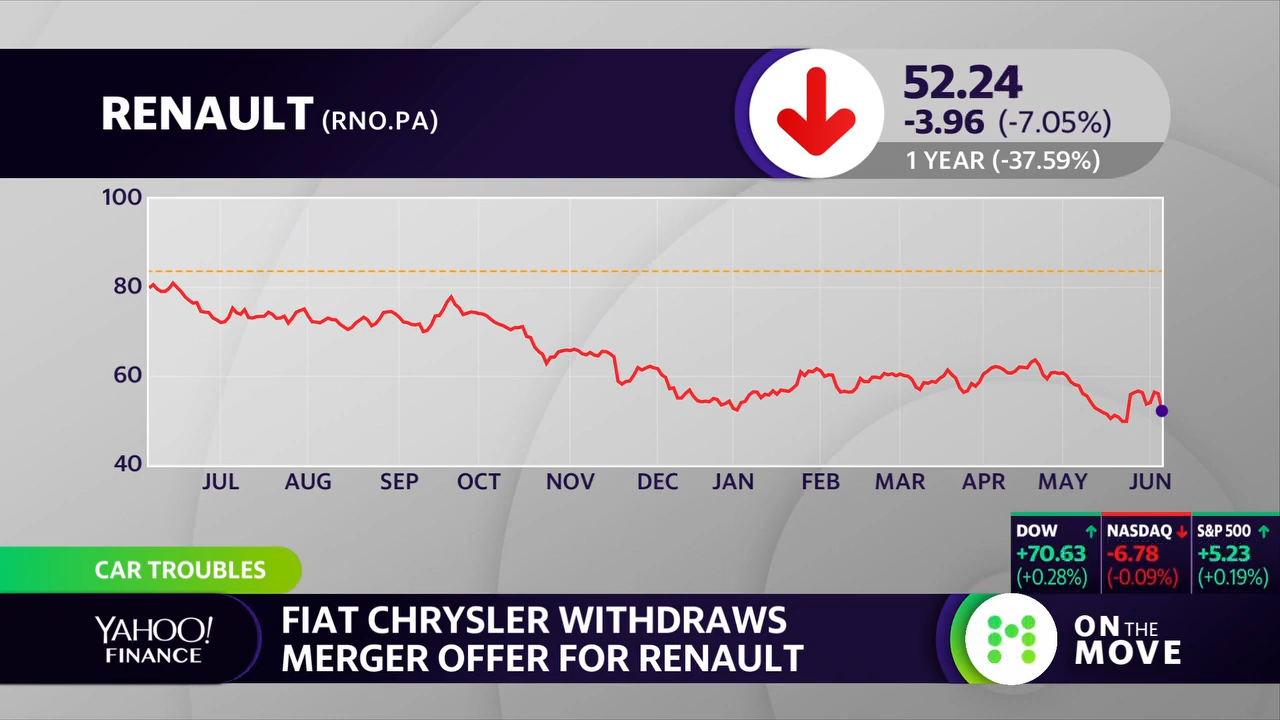 RENAULT (RNO.PA)
52.24
-3.96 (-7.05%)
1 YEAR (-37.59%)
100
80
60
40
JUL AUG SEP OCT NOV DEC JAN FEB MAR APR MAY JUN
DOW NASDAQ S&P 500
+70.63 -6.78 +5.23
(+0.28%) (-0.09%) (+0.19%)
CAR TROUBLES
YAHOO!
FINANCE
FIAT CHRYSLER WITHDRAWS
MERGER OFFER FOR RENAULT
ON THE
MOVE